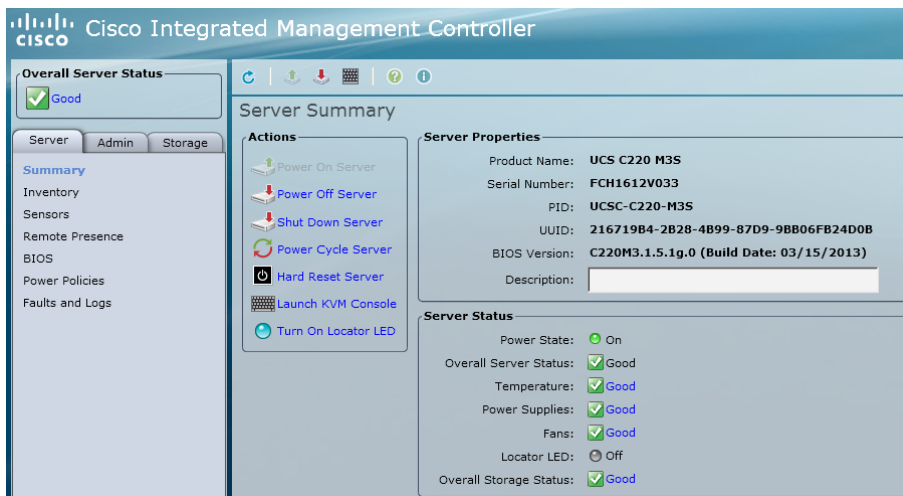 CISCO Cisco Integrated Management Controller
Overall Server Status
Good
Server Admin Storage
Summary
Inventory
Sensors
Remote Presence
BIOS
Power Policies
Faults and Logs
Server Summary
Actions
Power On Server
Power Off Server
Shut Down Server
Power Cycle Server
Hard Reset Server
Launch KVM Console
Turn On Locator LED
Server Properties
Product Name: UCS C220 M3S
Serial Number: FCH1612V033
PID: UCSC-C220-M3S
UUID: 216719B4-2B28-4B99-87D9-9BB06FB24D0B
BIOS Version: C220M3.1.5.1g.0 (Build Date: 03/15/2013)
Description:
Server Status
Power State: On
Overall Server Status: Good
Temperature: Good
Power Supplies: Good
Fans: Good
Locator LED: Off
Overall Storage Status: Good